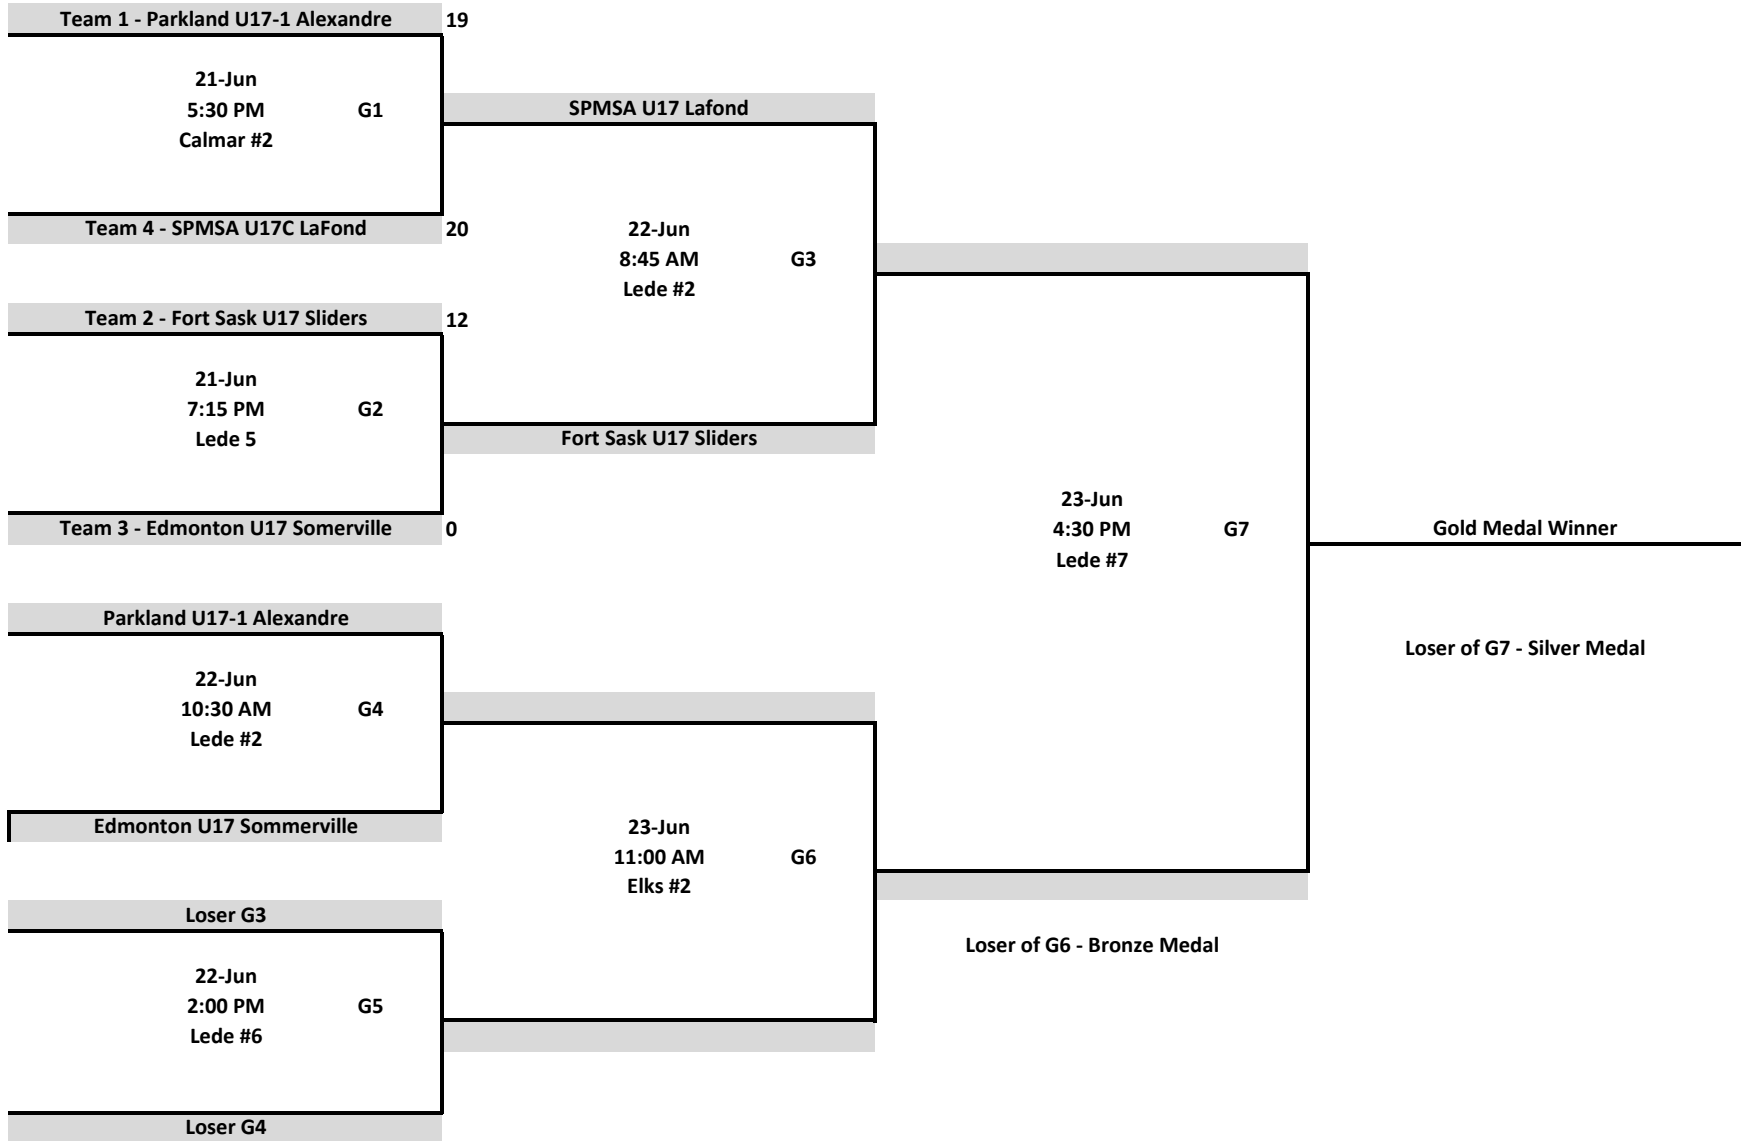 Team 1 - Parkland U17-1 Alexandre 19
21-Jun
5:30 PM G1
Calmar #2
SPMSA U17 Lafond
Team 4 - SPMSA U17C LaFond 20
22-Jun
8:45 AM G3
Lede #2
Team 2 - Fort Sask U17 Sliders 12
21-Jun
7:15 PM G2
Lede 5
Fort Sask U17 Sliders
Team 3 - Edmonton U17 Somerville 0
23-Jun
4:30 PM G7
Lede #7
Gold Medal Winner
Loser of G7 - Silver Medal
Parkland U17-1 Alexandre
22-Jun
10:30 AM G4
Lede #2
Edmonton U17 Sommerville
23-Jun
11:00 AM G6
Elks #2
Loser of G6 - Bronze Medal
Loser G3
22-Jun
2:00 PM G5
Lede #6
Loser G4